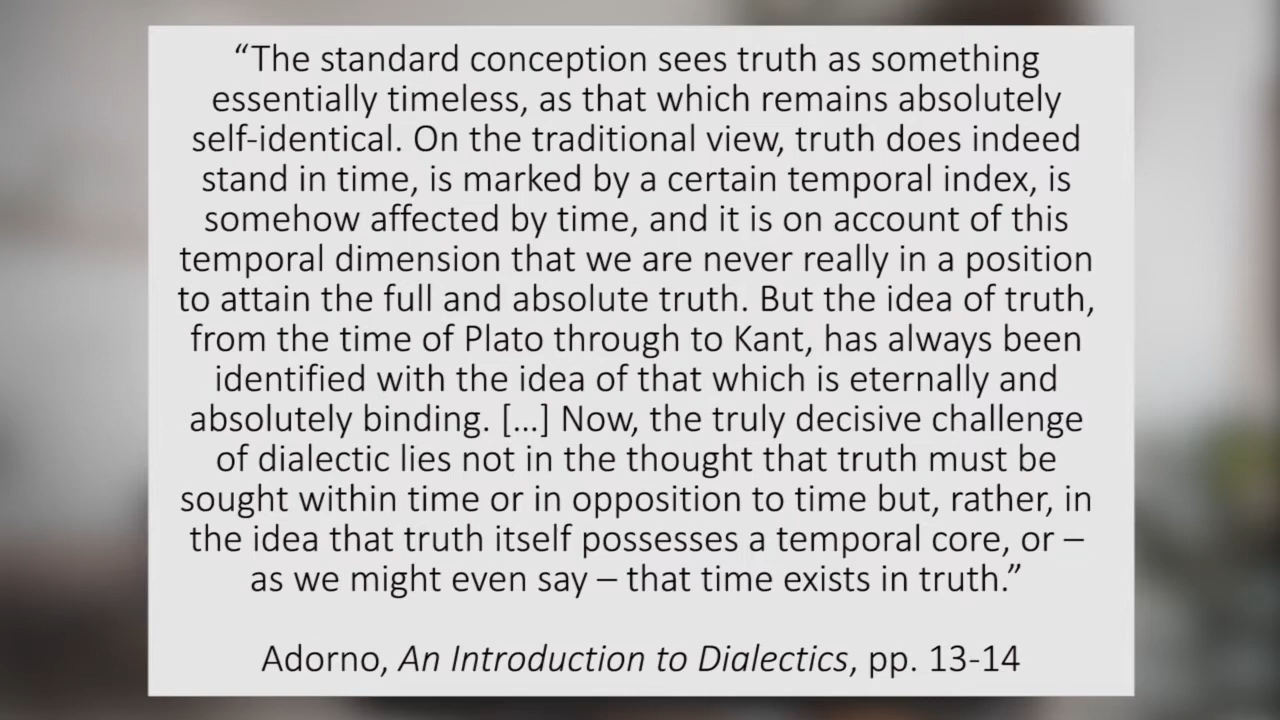 “The standard conception sees truth as something
essentially timeless, as that which remains absolutely
self-identical. On the traditional view, truth does indeed
stand in time, is marked by a certain temporal index, is
somehow affected by time, and it is on account of this
temporal dimension that we are never really in a position
to attain the full and absolute truth. But the idea of truth,
from the time of Plato through to Kant, has always been
identified with the idea of that which is eternally and
absolutely binding. […] Now, the truly decisive challenge
of dialectic lies not in the thought that truth must be
sought within time or in opposition to time but, rather, in
the idea that truth itself possesses a temporal core, or –
as we might even say – that time exists in truth.”
Adorno, An Introduction to Dialectics, pp. 13-14